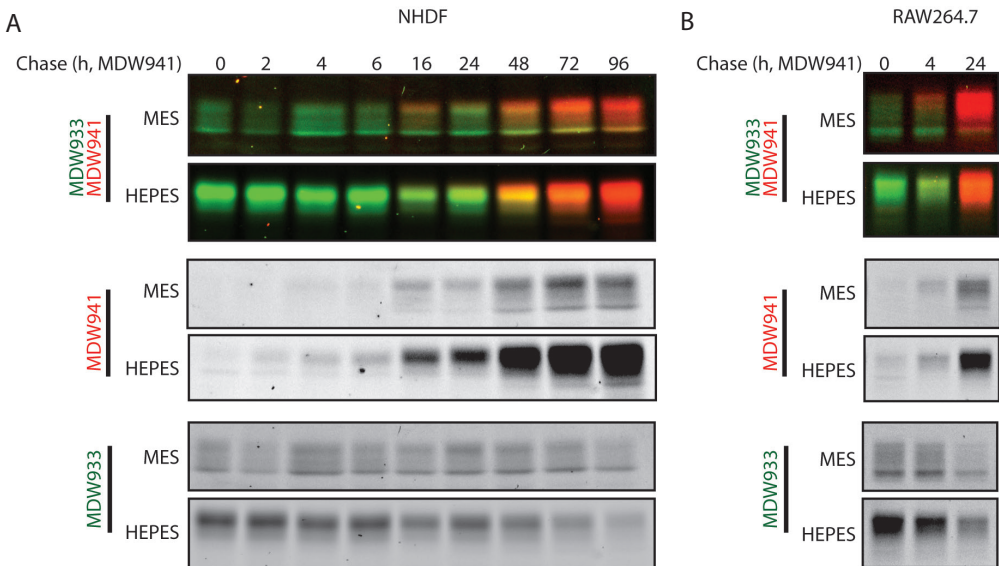 A
NHDF
Chase (h, MDW941) 0 2 4 6 16 24 48 72 96
MDW933
MDW941
MES
HEPES
MDW941
MES
HEPES
MDW933
MES
HEPES
B
RAW264.7
Chase (h, MDW941) 0 4 24
MDW933
MDW941
MES
HEPES
MDW941
MES
HEPES
MDW933
MES
HEPES